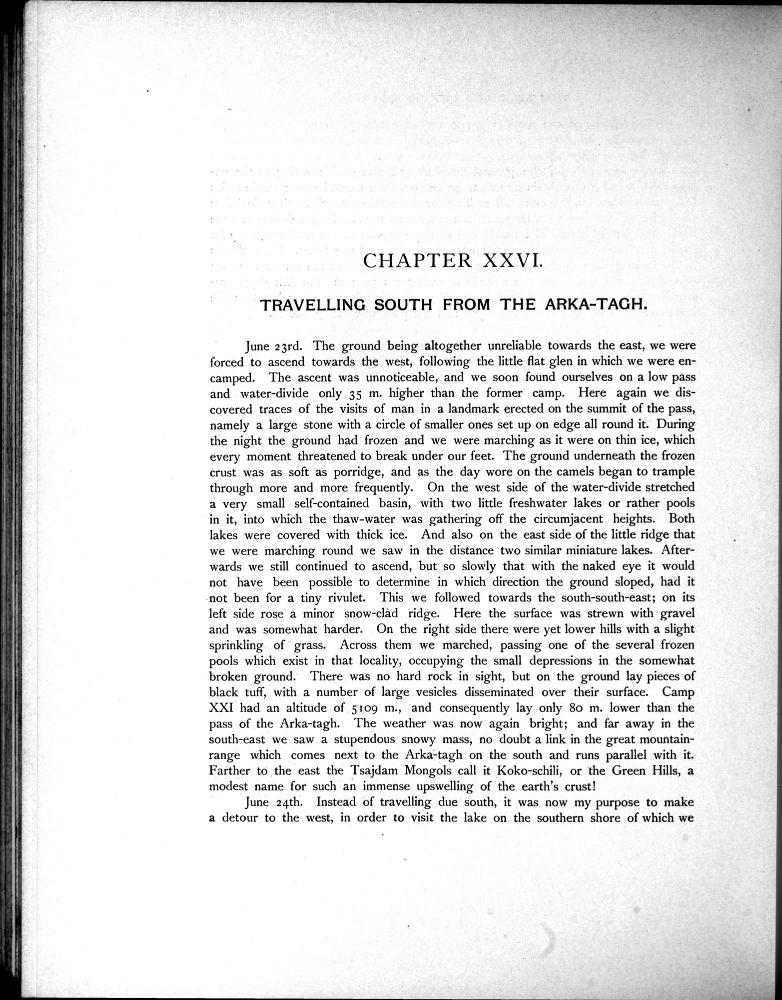 CHAPTER XXVI.
TRAVELLING SOUTH FROM THE ARKA-TAGH.
June 23rd. The ground being altogether unreliable towards the east, we were
forced to ascend towards the west, following the little flat glen in which we were en-
camped. The ascent was unnoticeable, and we soon found ourselves on a low pass
and water-divide only 35 m. higher than the former camp. Here again we dis-
covered traces of the visits of man in a landmark erected on the summit of the pass,
namely a large stone with a circle of smaller ones set up on edge all round it. During
the night the ground had frozen and we were marching as it were on thin ice, which
every moment threatened to break under our feet. The ground underneath the frozen
crust was as soft as porridge, and as the day wore on the camels began to trample
through more and more frequently. On the west side of the water-divide stretched
a very small self-contained basin, with two little freshwater lakes or rather pools
in it, into which the thaw-water was gathering off the circumjacent heights. Both
lakes were covered with thick ice. And also on the east side of the little ridge that
we were marching round we saw in the distance two similar miniature lakes. After-
wards we still continued to ascend, but so slowly that with the naked eye it would
not have been possible to determine in which direction the ground sloped, had it
not been for a tiny rivulet. This we followed towards the south-south-east; on its
left side rose a minor snow-clad ridge. Here the surface was strewn with gravel
and was somewhat harder. On the right side there were yet lower hills with a slight
sprinkling of grass. Across them we marched, passing one of the several frozen
pools which exist in that locality, occupying the small depressions in the somewhat
broken ground. There was no hard rock in sight, but on the ground lay pieces of
black tuff, with a number of large vesicles disseminated over their surface. Camp
XXI had an altitude of 5109 m., and consequently lay only 80 m. lower than the
pass of the Arka-tagh. The weather was now again bright; and far away in the
south-east we saw a stupendous snowy mass, no doubt a link in the great mountain-
range which comes next to the Arka-tagh on the south and runs parallel with it.
Farther to the east the Tsajdam Mongols call it Koko-schili, or the Green Hills, a
modest name for such an immense upswelling of the earth's crust!
June 24th. Instead of travelling due south, it was now my purpose to make
a detour to the west, in order to visit the lake on the southern shore of which we